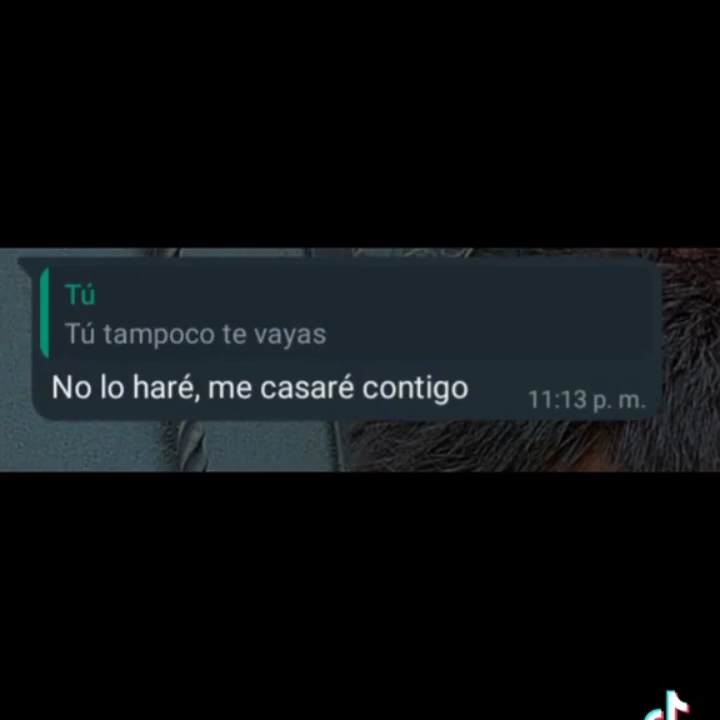 Tú
Tú tampoco te vayas
No lo haré, me casaré contigo
11:13 p. m.